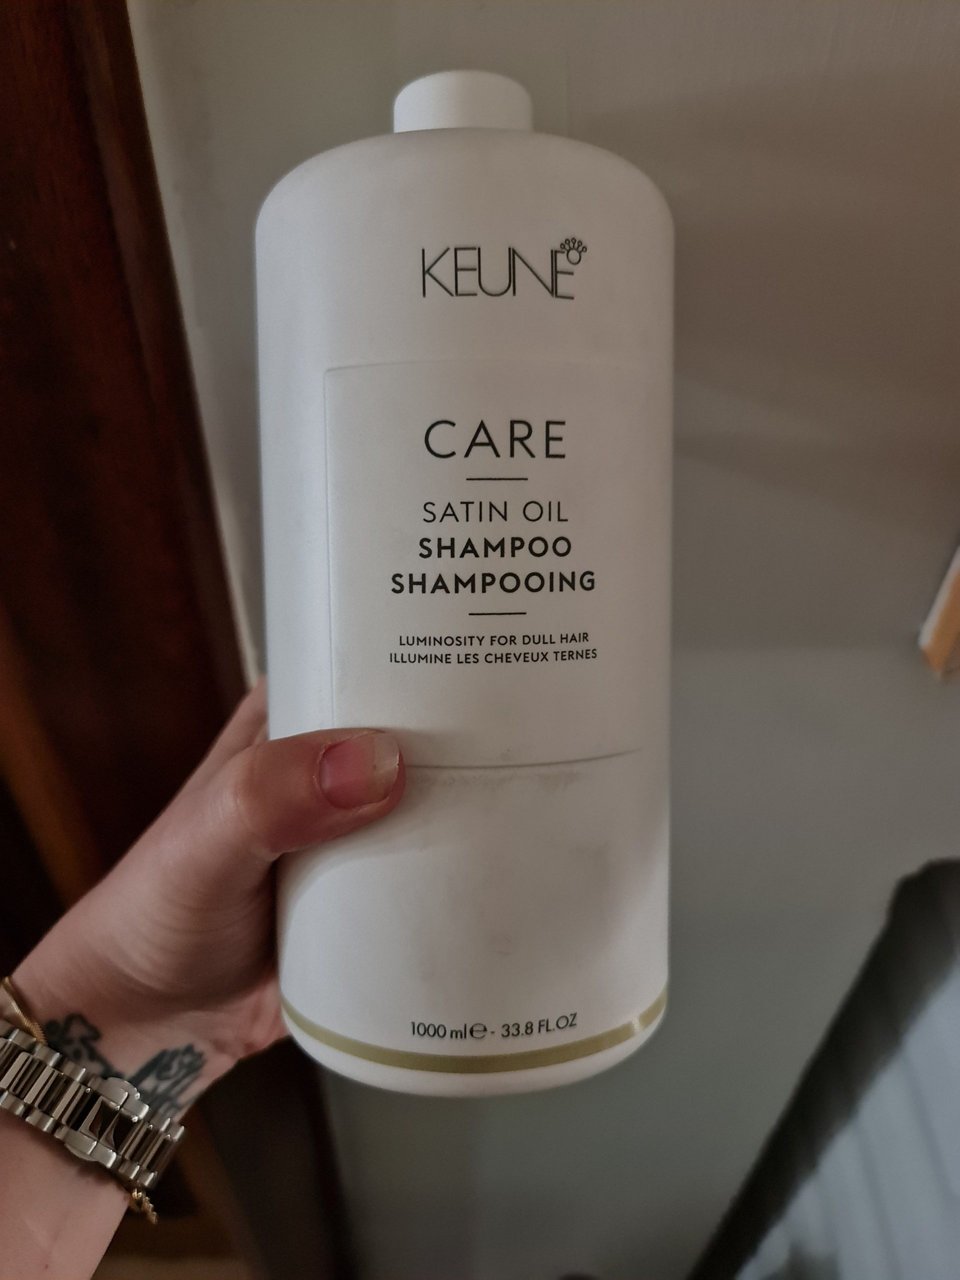 KEUNE
CARE
SATIN OIL
SHAMPOO
SHAMPOOING
LUMINOSITY FOR DULL HAIR
ILLUMINE LES CHEVEUX TERNES
1000 ml℮ - 33.8 FL.OZ